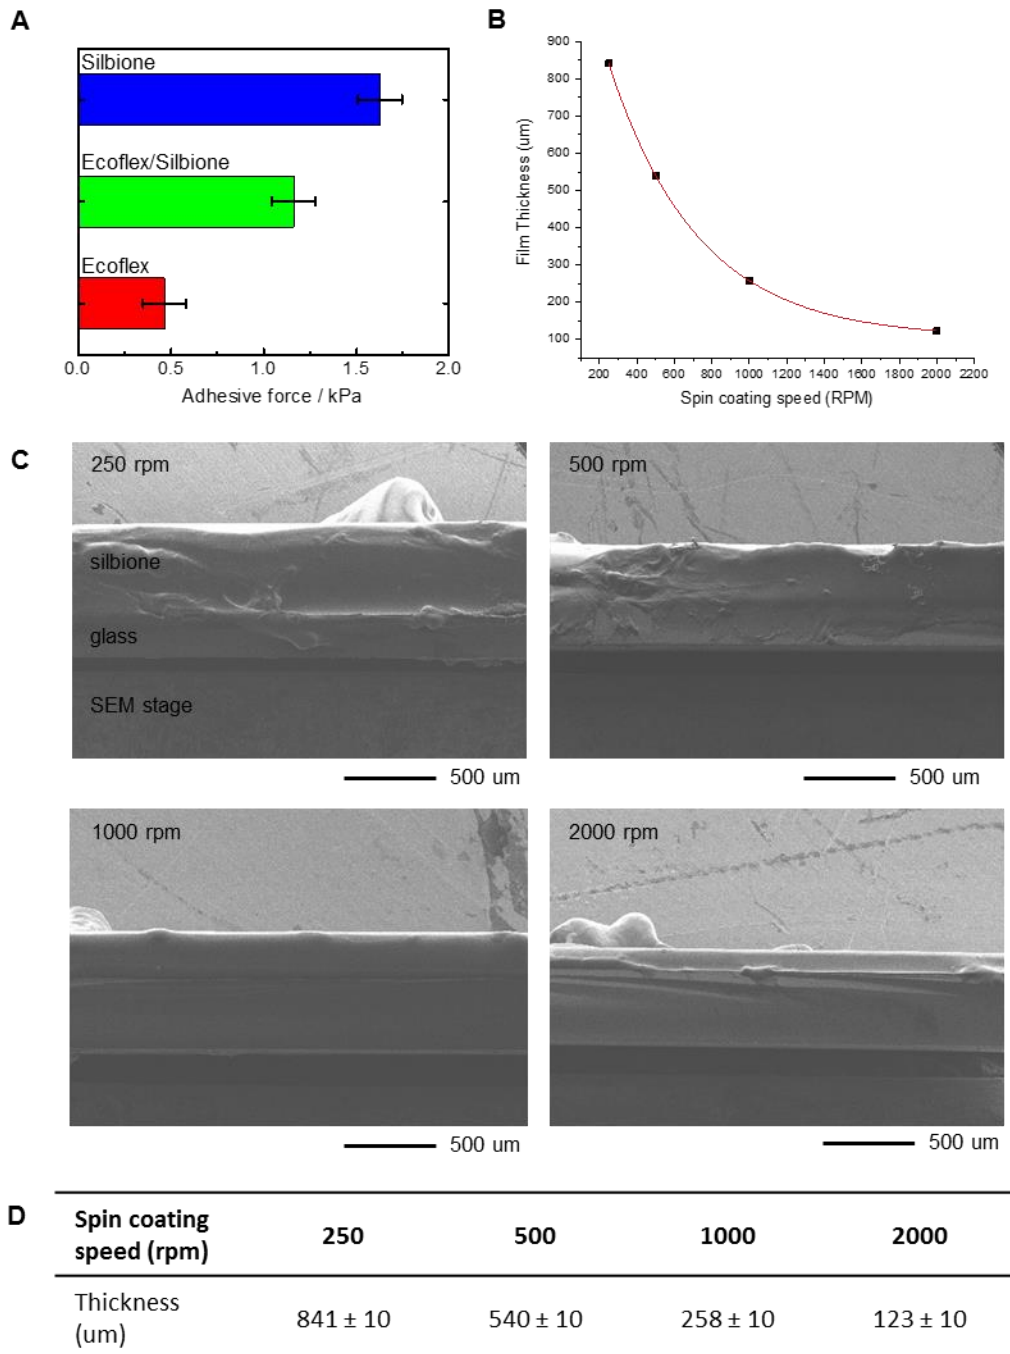 A
Silbione
Ecoflex/Silbione
Ecoflex
0.0 0.5 1.0 1.5 2.0
Adhesive force / kPa
B
900
800
700
600
500
400
300
200
100
Film Thickness (um)
200 400 600 800 1000 1200 1400 1600 1800 2000 2200
Spin coating speed (RPM)
C
250 rpm
silbione
glass
SEM stage
500 um
500 rpm
500 um
1000 rpm
500 um
2000 rpm
500 um
D
Spin coating
speed (rpm)
250 500 1000 2000
Thickness
(um)
841 ± 10 540 ± 10 258 ± 10 123 ± 10